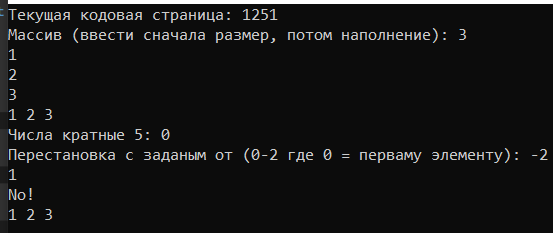 Текущая кодовая страница: 1251
Массив (ввести сначала размер, потом наполнение): 3
1
2
3
1 2 3
Числа кратные 5: 0
Перестановка с заданым от (0-2 где 0 = перваму элементу): -2
1
No!
1 2 3